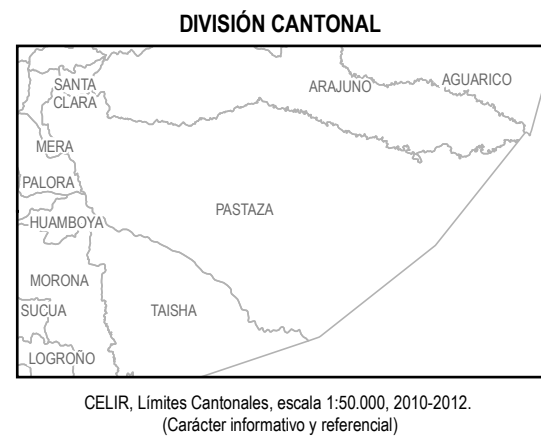 DIVISIÓN CANTONAL
SANTA
CLARA
ARAJUNO
AGUARICO
MERA
PALORA
PASTAZA
HUAMBOYA
MORONA
SUCUA
TAISHA
LOGROÑO
CELIR, Límites Cantonales, escala 1:50.000, 2010-2012.
(Carácter informativo y referencial)